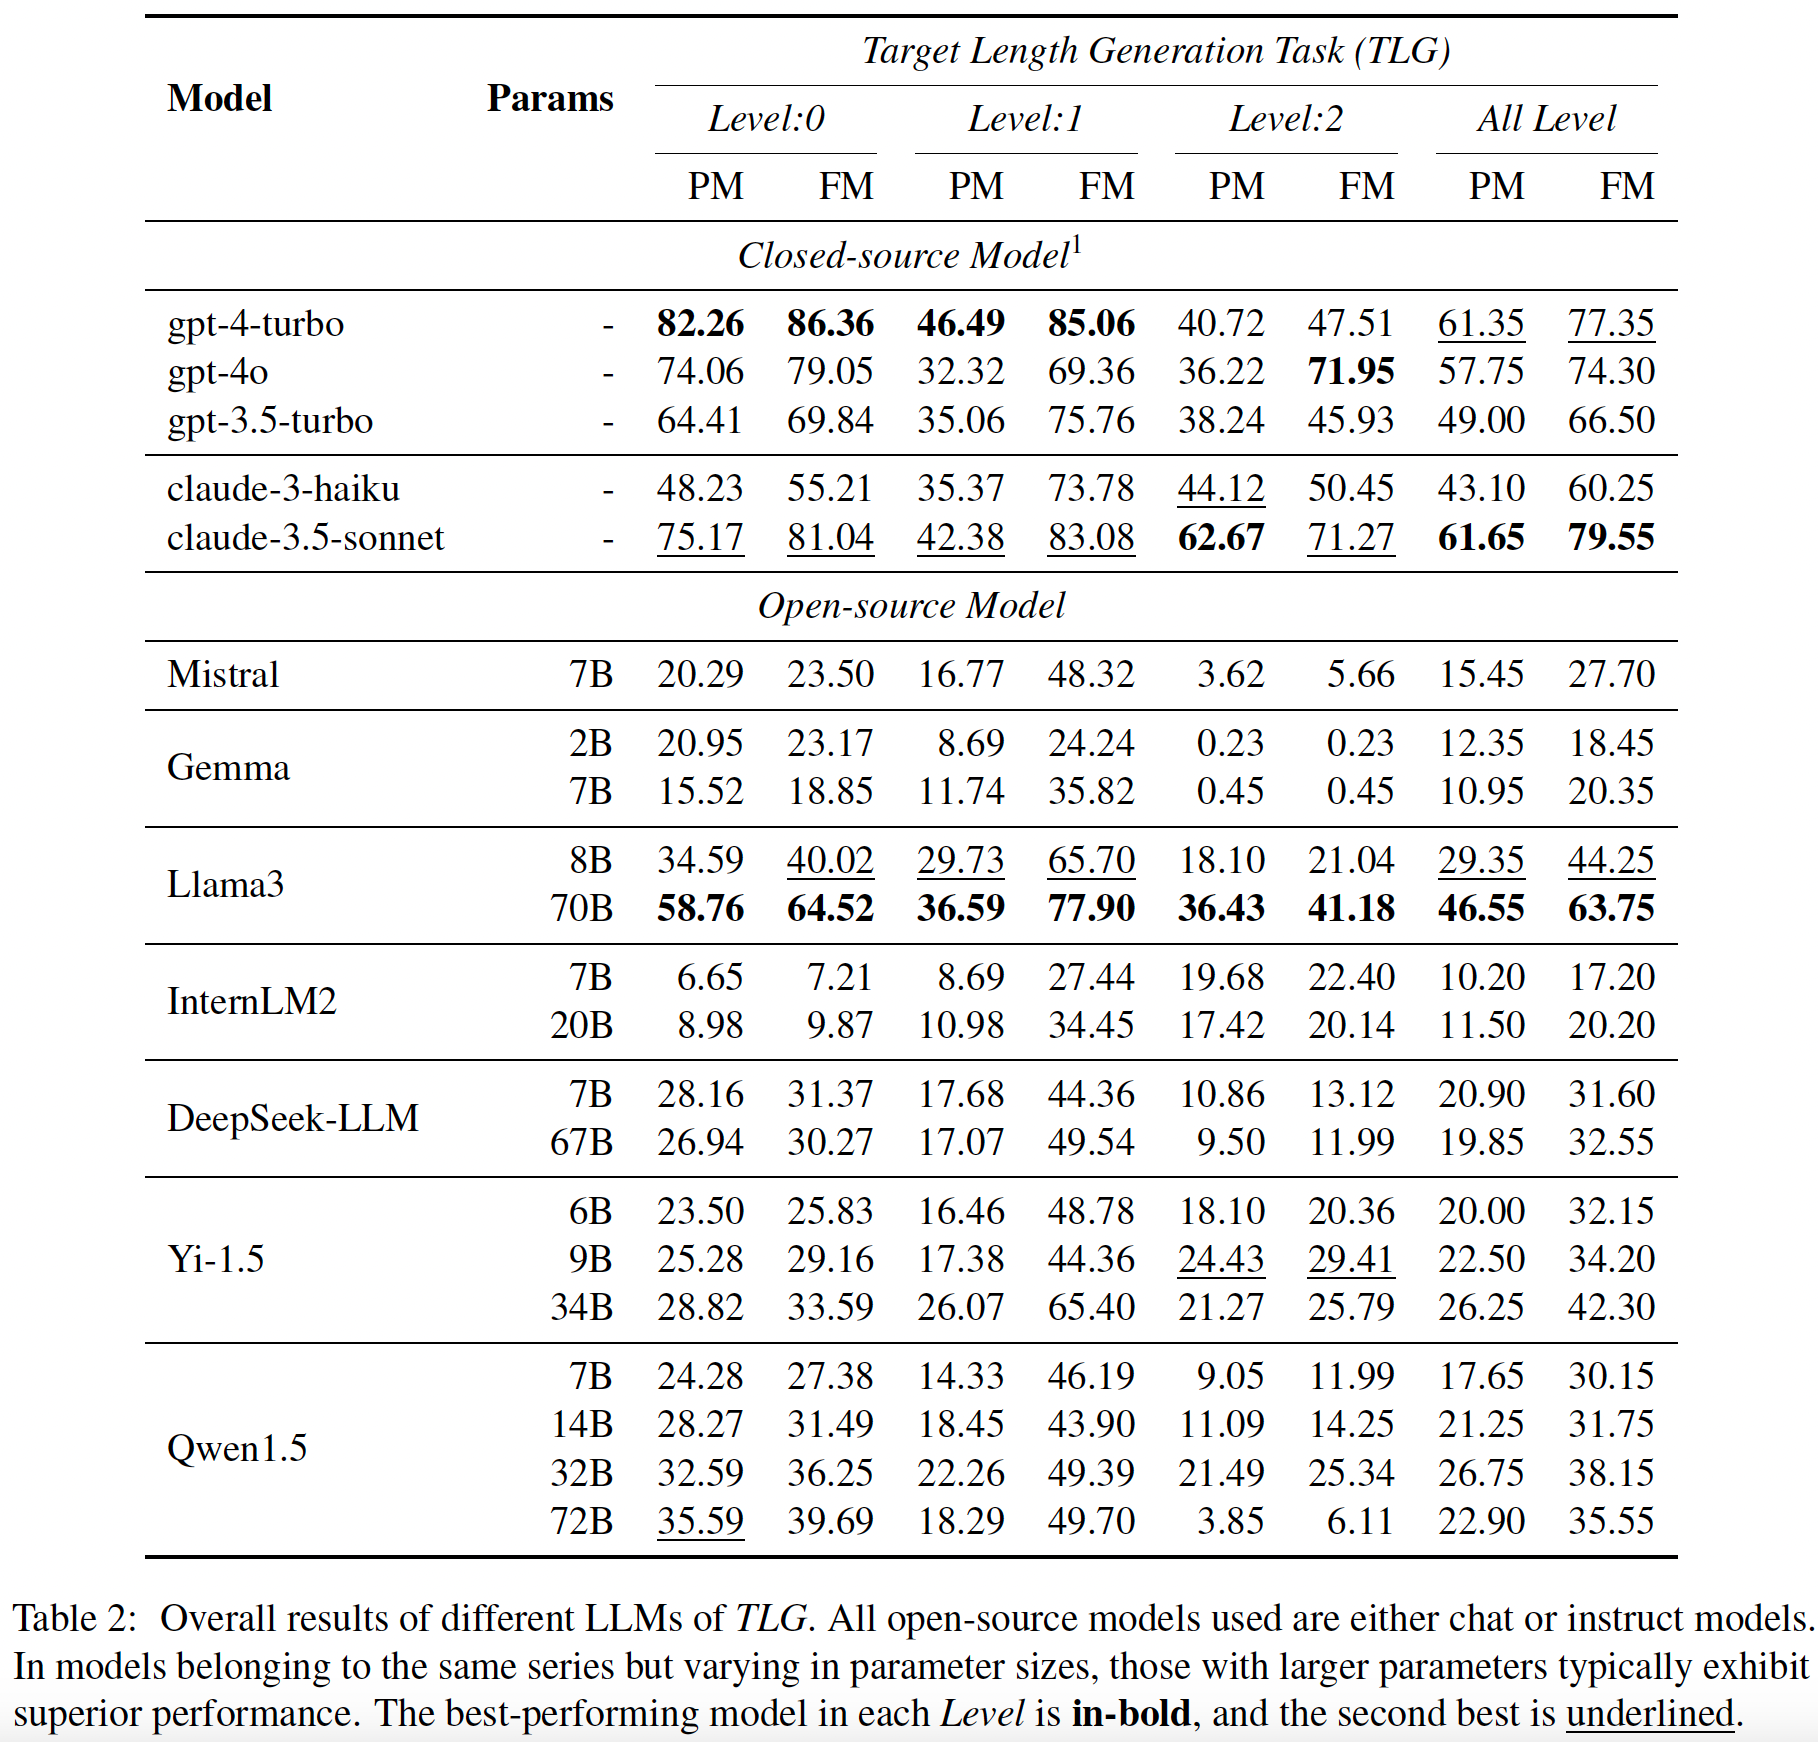 Target Length Generation Task (TLG)
Model Params
Level:0 Level:1 Level:2 All Level
PM FM PM FM PM FM PM FM
Closed-source Model1
gpt-4-turbo - 82.26 86.36 46.49 85.06 40.72 47.51 61.35 77.35
gpt-4o - 74.06 79.05 32.32 69.36 36.22 71.95 57.75 74.30
gpt-3.5-turbo - 64.41 69.84 35.06 75.76 38.24 45.93 49.00 66.50
claude-3-haiku - 48.23 55.21 35.37 73.78 44.12 50.45 43.10 60.25
claude-3.5-sonnet - 75.17 81.04 42.38 83.08 62.67 71.27 61.65 79.55
Open-source Model
Mistral 7B 20.29 23.50 16.77 48.32 3.62 5.66 15.45 27.70
Gemma
2B 20.95 23.17 8.69 24.24 0.23 0.23 12.35 18.45
7B 15.52 18.85 11.74 35.82 0.45 0.45 10.95 20.35
Llama3
8B 34.59 40.02 29.73 65.70 18.10 21.04 29.35 44.25
70B 58.76 64.52 36.59 77.90 36.43 41.18 46.55 63.75
InternLM2
7B 6.65 7.21 8.69 27.44 19.68 22.40 10.20 17.20
20B 8.98 9.87 10.98 34.45 17.42 20.14 11.50 20.20
DeepSeek-LLM
7B 28.16 31.37 17.68 44.36 10.86 13.12 20.90 31.60
67B 26.94 30.27 17.07 49.54 9.50 11.99 19.85 32.55
Yi-1.5
6B 23.50 25.83 16.46 48.78 18.10 20.36 20.00 32.15
9B 25.28 29.16 17.38 44.36 24.43 29.41 22.50 34.20
34B 28.82 33.59 26.07 65.40 21.27 25.79 26.25 42.30
Qwen1.5
7B 24.28 27.38 14.33 46.19 9.05 11.99 17.65 30.15
14B 28.27 31.49 18.45 43.90 11.09 14.25 21.25 31.75
32B 32.59 36.25 22.26 49.39 21.49 25.34 26.75 38.15
72B 35.59 39.69 18.29 49.70 3.85 6.11 22.90 35.55
Table 2: Overall results of different LLMs of TLG. All open-source models used are either chat or instruct models.
In models belonging to the same series but varying in parameter sizes, those with larger parameters typically exhibit
superior performance. The best-performing model in each Level is in-bold, and the second best is underlined.